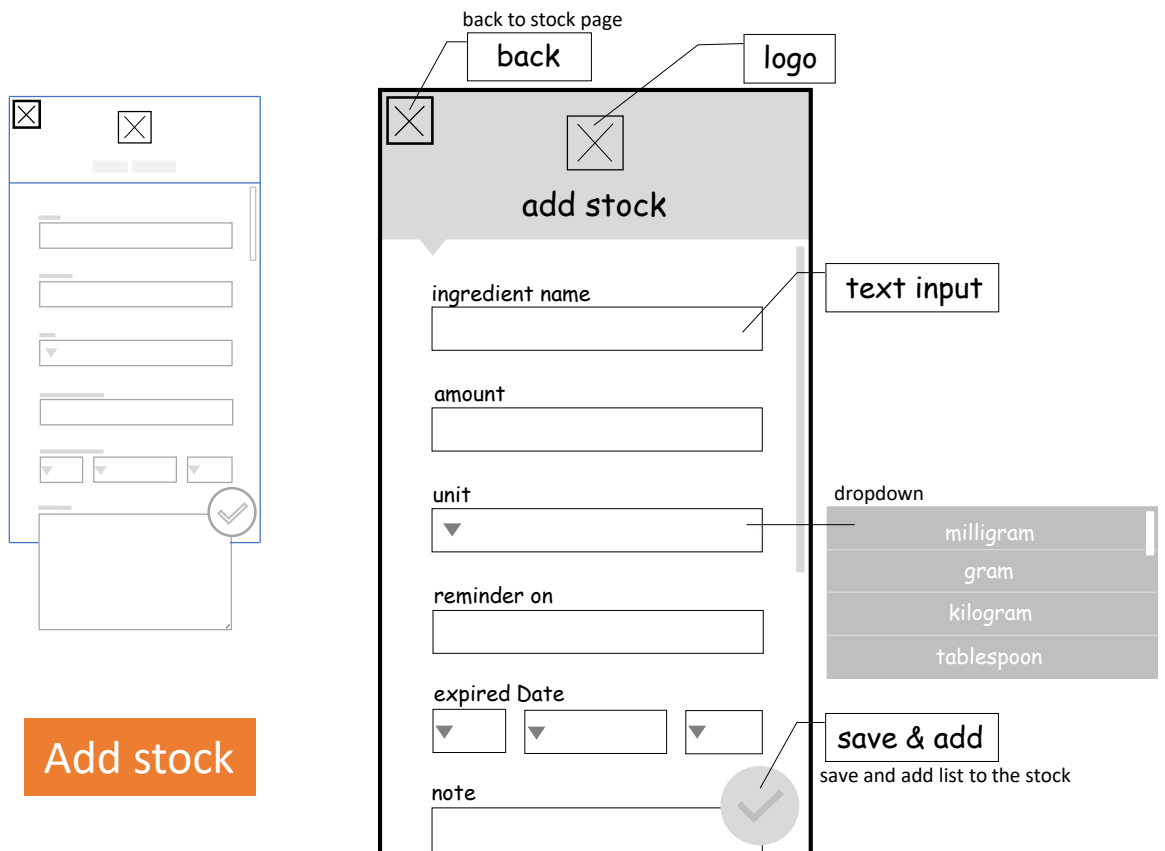 back to stock page
back
logo
add stock
ingredient name
text input
amount
unit
dropdown
milligram
gram
kilogram
tablespoon
reminder on
expired Date
save & add
save and add list to the stock
note
Add stock